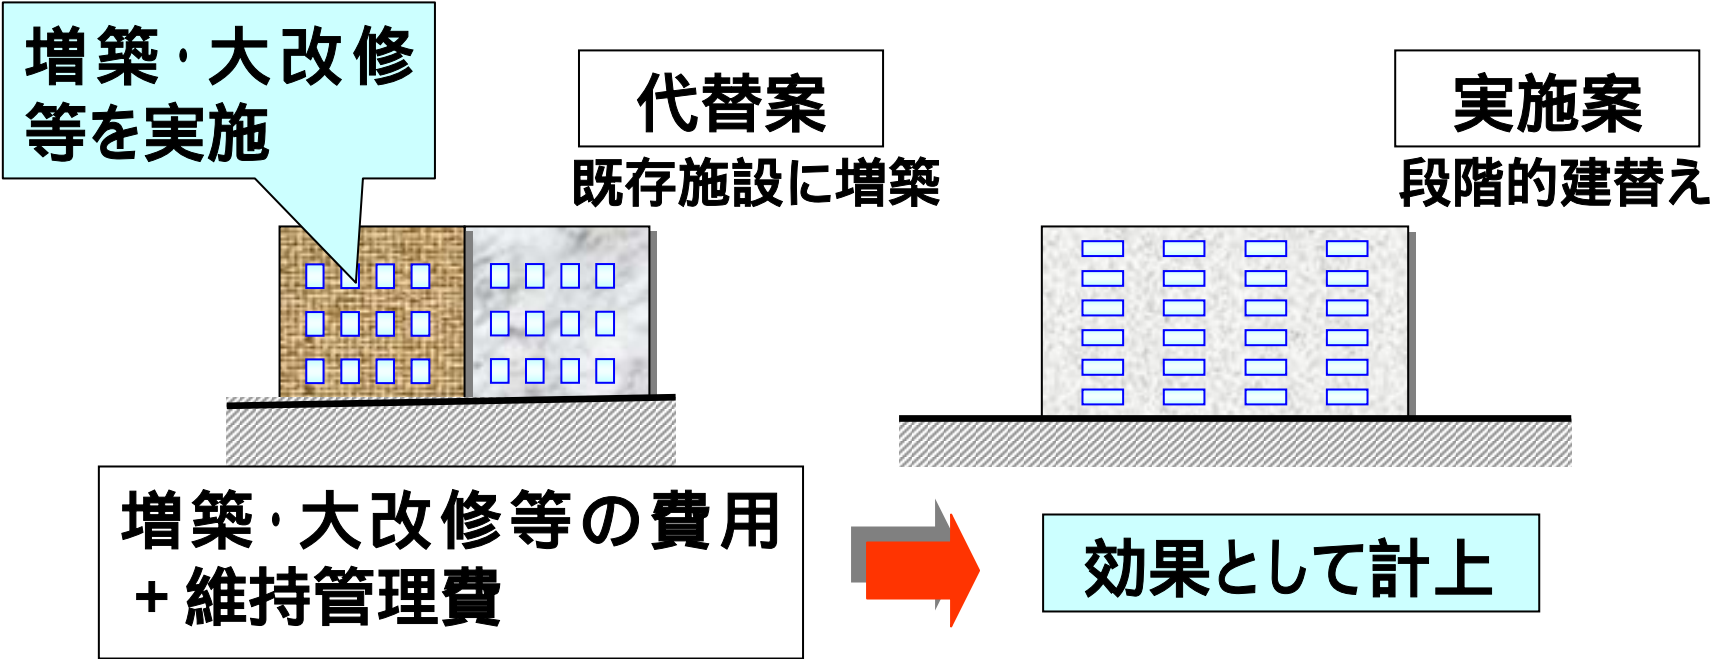 増築・大改修
等を実施
代替案
既存施設に増築
実施案
段階的建替え
増築・大改修等の費用
+維持管理費
効果として計上